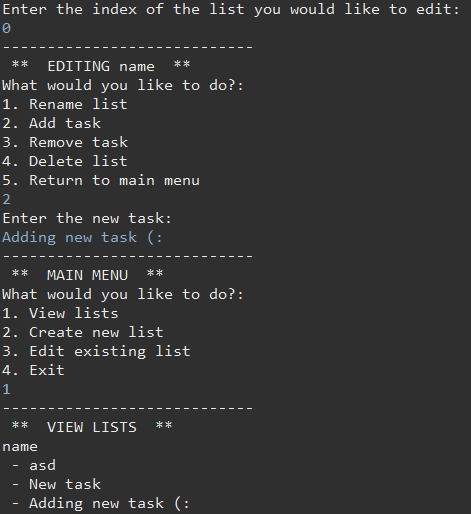 Enter the index of the list you would like to edit:
0
----------------------------
 **  EDITING name  **
What would you like to do?:
1. Rename list
2. Add task
3. Remove task
4. Delete list
5. Return to main menu
2
Enter the new task:
Adding new task (:
----------------------------
 **  MAIN MENU  **
What would you like to do?:
1. View lists
2. Create new list
3. Edit existing list
4. Exit
1
----------------------------
 **  VIEW LISTS  **
name
 - asd
 - New task
 - Adding new task (: